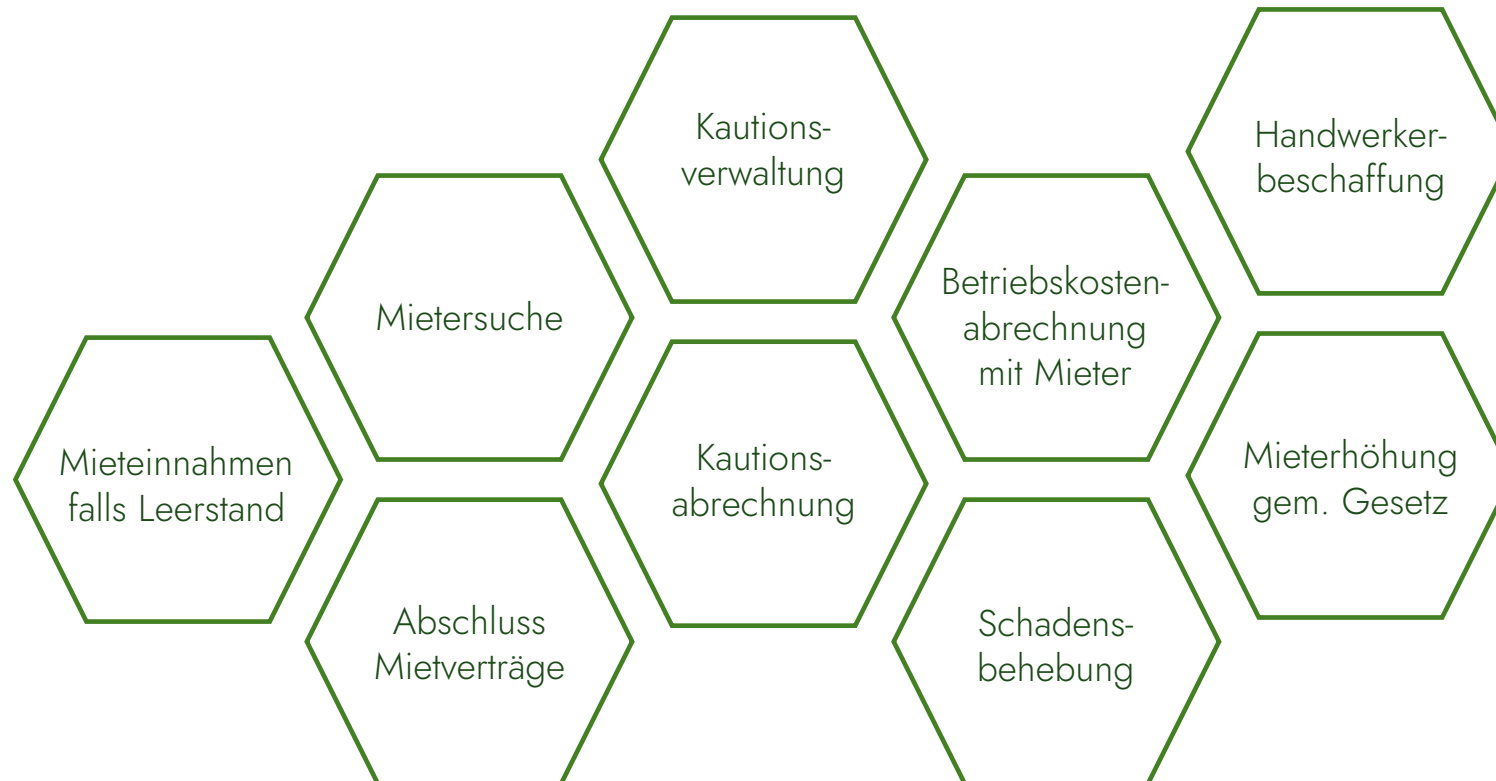 Mieteinnahmen
falls Leerstand
Mietersuche
Abschluss
Mietverträge
Kautions-
verwaltung
Kautions-
abrechnung
Betriebskosten-
abrechnung
mit Mieter
Schadens-
behebung
Handwerker-
beschaffung
Mieterhöhung
gem. Gesetz